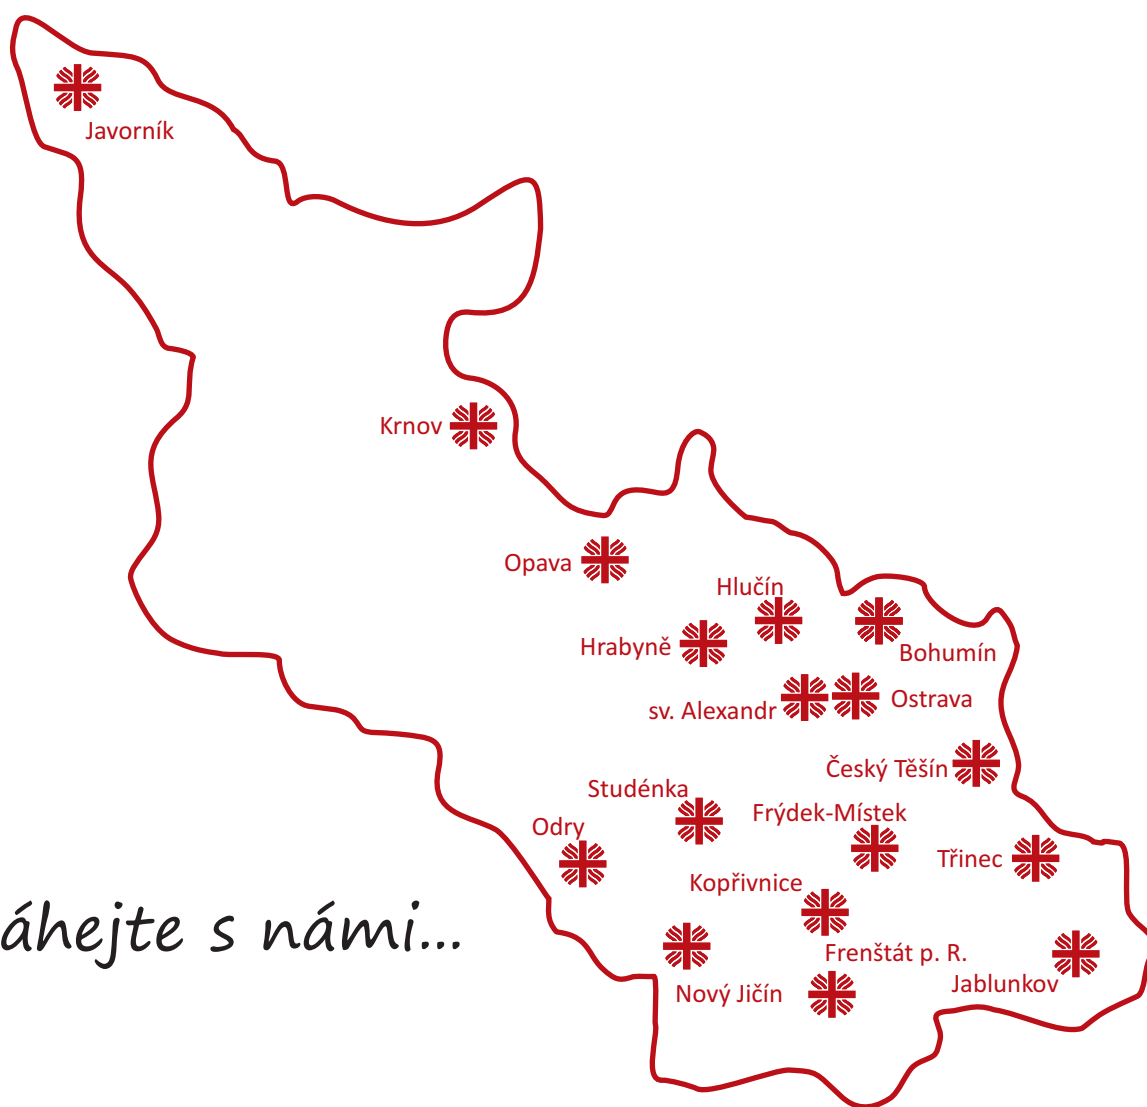 Javorník
Krnov
Opava
Hlučín
Hrabyně
Bohumín
sv. Alexandr
Ostrava
Český Těšín
Studénka
Frýdek-Místek
Odry
Třinec
Kopřivnice
áhejte s námi...
Frenštát p. R.
Jablunkov
Nový Jičín